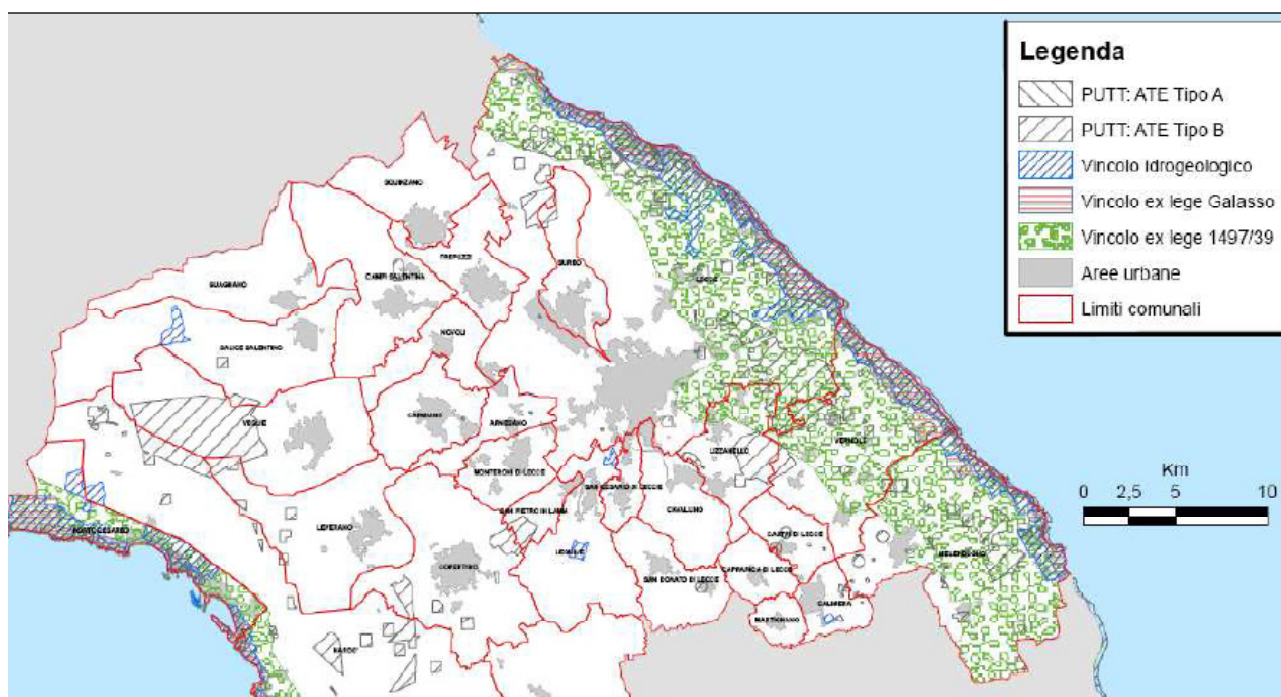 Legenda
PUTT: ATE Tipo A
PUTT: ATE Tipo B
Vincolo idrogeologico
Vincolo ex lege Galasso
Vincolo ex lege 1497/39
Aree urbane
Limiti comunali
SQUINZANO
TREPUZZI
SURBO
CAMPI SALENTINA
LECCE
GUAGNANO
NOVOLI
SALICE SALENTINO
VEGLIE
CARMIANO
ARNESANO
VERNOLE
LIZZANELLO
MONTERONI DI LECCE
SAN CESARIO DI LECCE
Km
0 2,5 5 10
SAN PIETRO IN LAMA
CAVALLINO
PORTO CESAREO
LEVERANO
CASTRI DI LECCE
LEQUILE
MELENDUGNO
COPERTINO
SAN DONATO DI LECCE
CAPRARICA DI LECCE
CALIMERA
MARTIGNANO
NARDO'